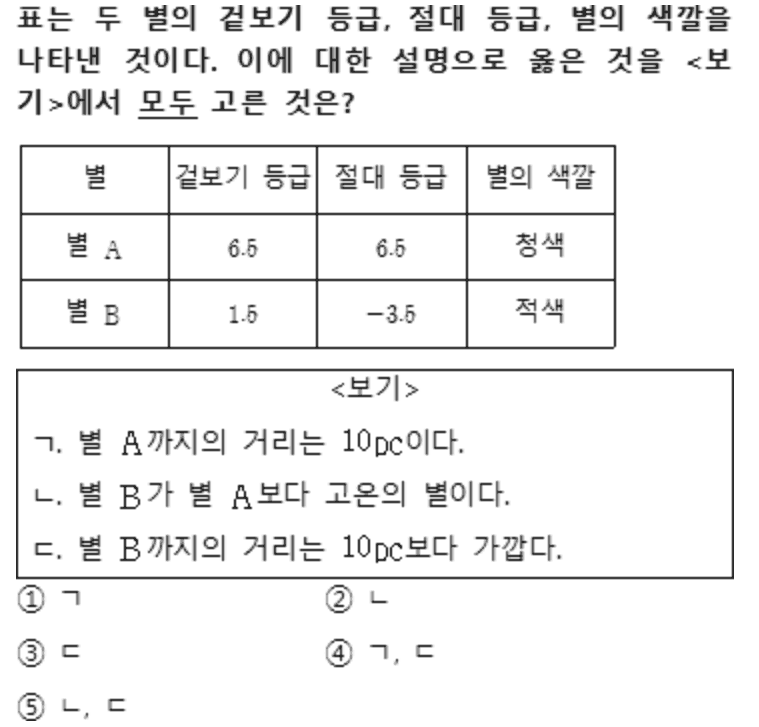 표는 두 별의 겉보기 등급, 절대 등급, 별의 색깔을
나타낸 것이다. 이에 대한 설명으로 옳은 것을 <보
기>에서 모두 고른 것은?
별 겉보기 등급 절대 등급 별의 색깔
별 A 6.5 6.5 청색
별 B 1.5 -3.5 적색
<보기>
ㄱ. 별 A까지의 거리는 10pc이다.
ㄴ. 별 B가 별 A보다 고온의 별이다.
ㄷ. 별 B까지의 거리는 10pc보다 가깝다.
① ㄱ ② ㄴ
③ ㄷ ④ ㄱ, ㄷ
⑤ ㄴ, ㄷ